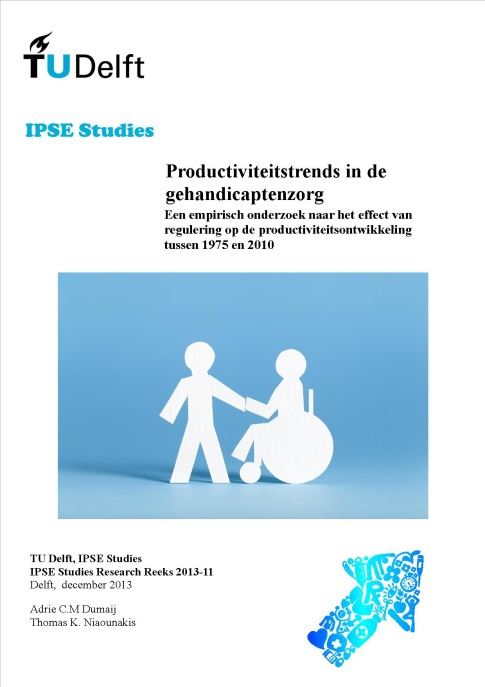 TU Delft
IPSE Studies
Productiviteitstrends in de
gehandicaptenzorg
Een empirisch onderzoek naar het effect van
regulering op de productiviteitsontwikkeling
tussen 1975 en 2010
TU Delft, IPSE Studies
IPSE Studies Research Reeks 2013-11
Delft,  december 2013
Adrie C.M Dumaij
Thomas K. Niaounakis